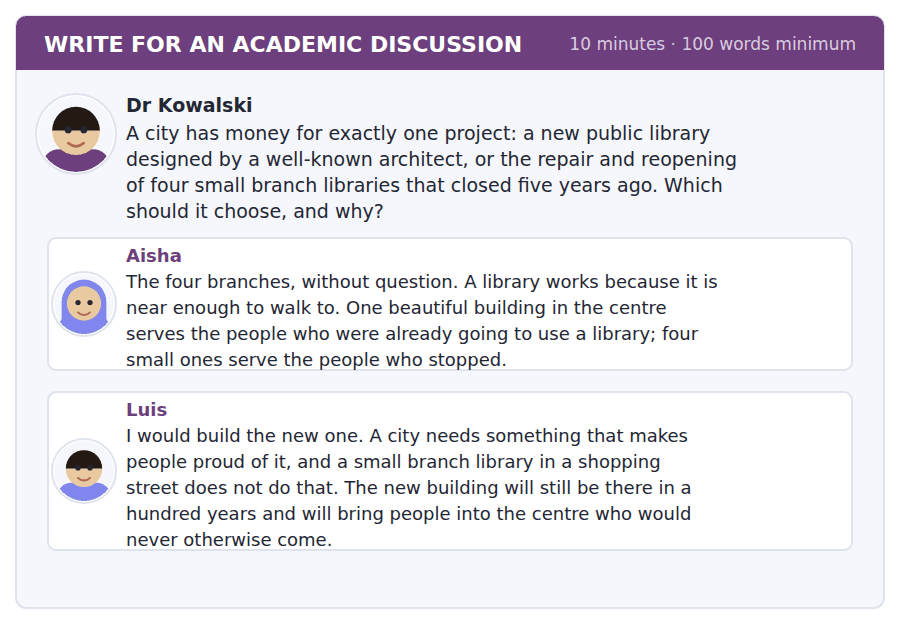 WRITE FOR AN ACADEMIC DISCUSSION
10 minutes · 100 words minimum
Dr Kowalski
A city has money for exactly one project: a new public library
designed by a well-known architect, or the repair and reopening
of four small branch libraries that closed five years ago. Which
should it choose, and why?
Aisha
The four branches, without question. A library works because it is
near enough to walk to. One beautiful building in the centre
serves the people who were already going to use a library; four
small ones serve the people who stopped.
Luis
I would build the new one. A city needs something that makes
people proud of it, and a small branch library in a shopping
street does not do that. The new building will still be there in a
hundred years and will bring people into the centre who would
never otherwise come.